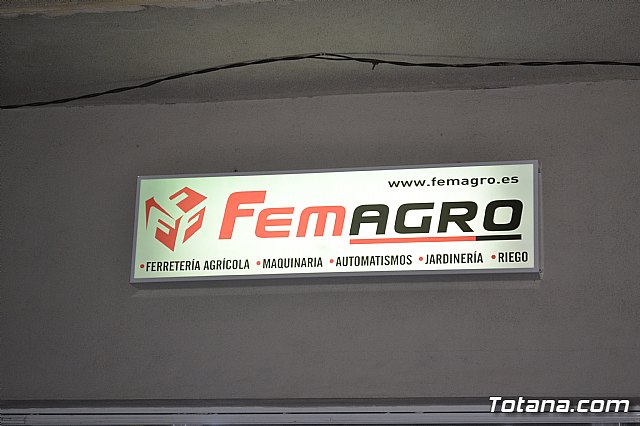 www.femagro.es
FEMAGRO
•FERRETERÍA AGRÍCOLA •MAQUINARIA •AUTOMATISMOS •JARDINERÍA •RIEGO
Totana.com